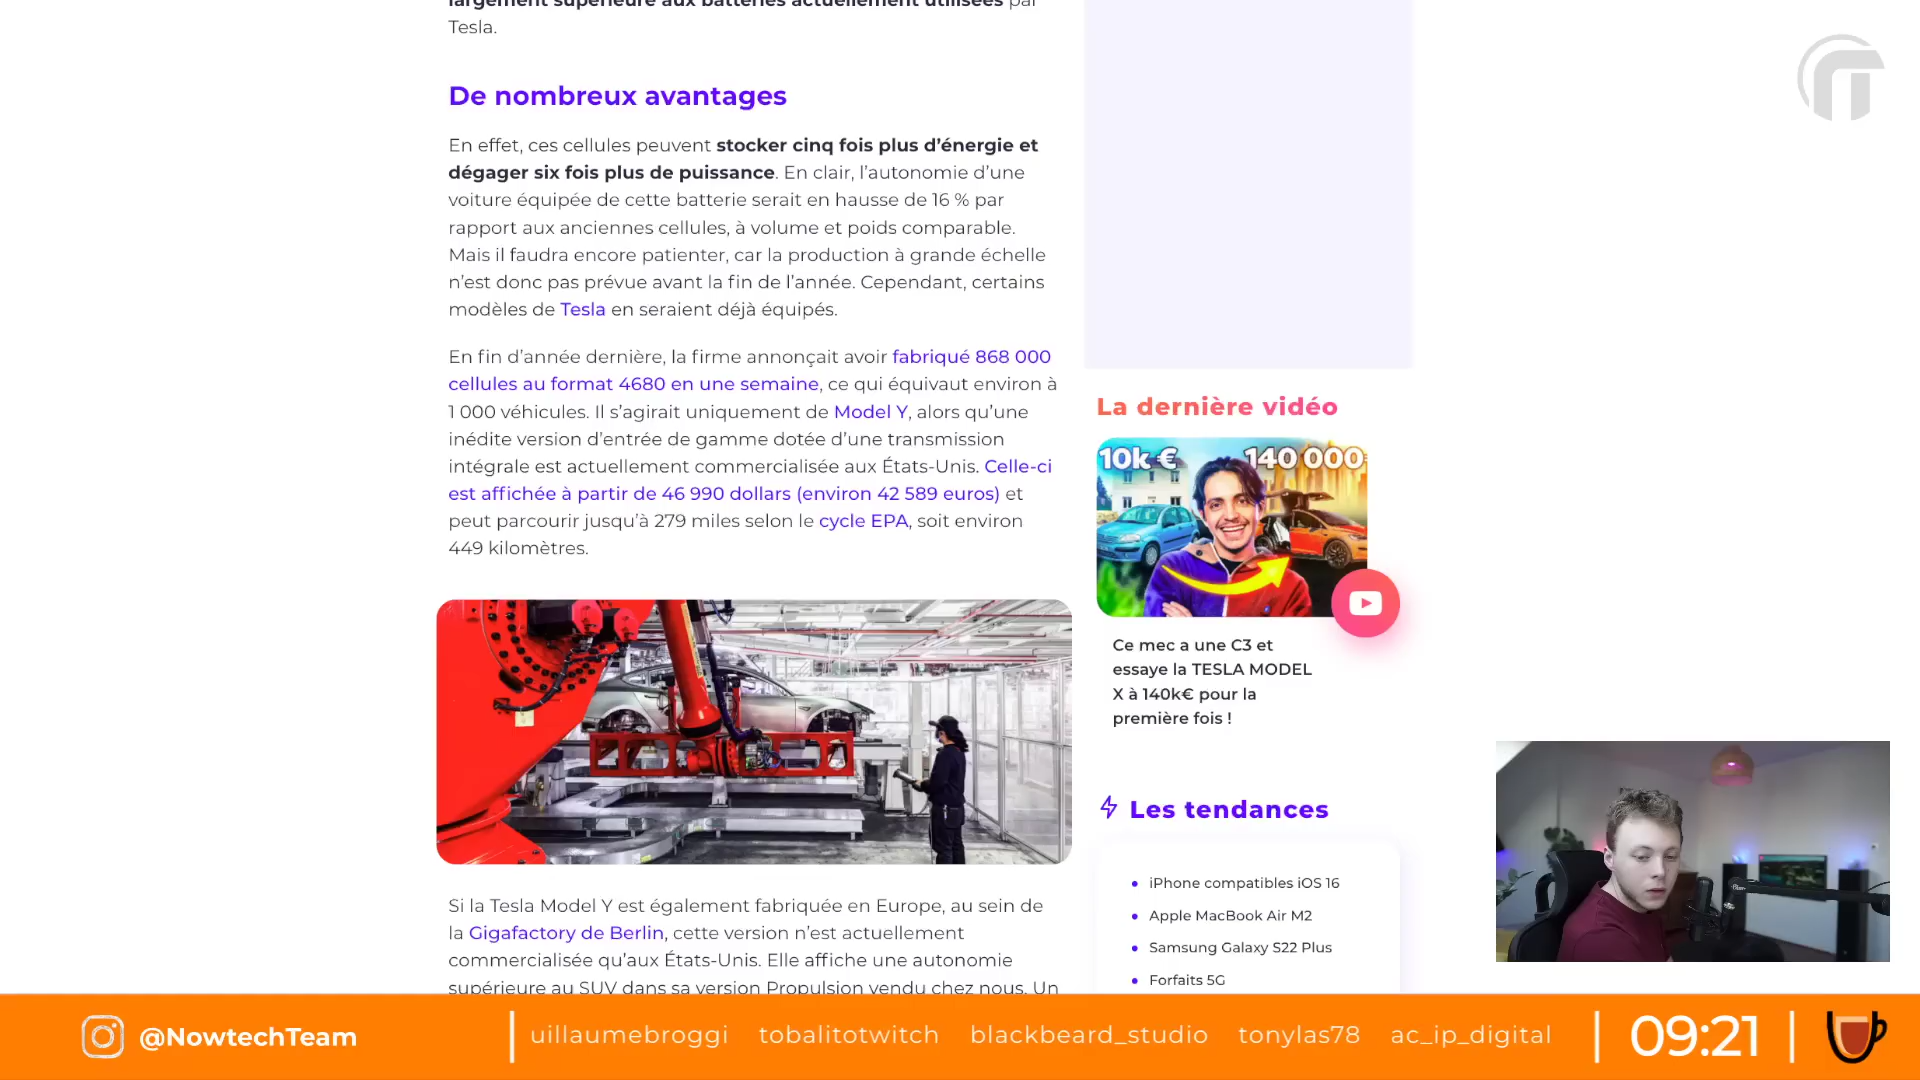 largement supérieure aux batteries actuellement utilisées par
Tesla.
De nombreux avantages
En effet, ces cellules peuvent stocker cinq fois plus d’énergie et
dégager six fois plus de puissance. En clair, l’autonomie d’une
voiture équipée de cette batterie serait en hausse de 16 % par
rapport aux anciennes cellules, à volume et poids comparable.
Mais il faudra encore patienter, car la production à grande échelle
n’est donc pas prévue avant la fin de l’année. Cependant, certains
modèles de Tesla en seraient déjà équipés.
En fin d’année dernière, la firme annonçait avoir fabriqué 868 000
cellules au format 4680 en une semaine, ce qui équivaut environ à
1 000 véhicules. Il s’agirait uniquement de Model Y, alors qu’une
inédite version d’entrée de gamme dotée d’une transmission
intégrale est actuellement commercialisée aux États-Unis. Celle-ci
est affichée à partir de 46 990 dollars (environ 42 589 euros) et
peut parcourir jusqu’à 279 miles selon le cycle EPA, soit environ
449 kilomètres.
Si la Tesla Model Y est également fabriquée en Europe, au sein de
la Gigafactory de Berlin, cette version n’est actuellement
commercialisée qu’aux États-Unis. Elle affiche une autonomie
supérieure au SUV dans sa version Propulsion vendu chez nous. Un
La dernière vidéo
10k € 140 000
Ce mec a une C3 et
essaye la TESLA MODEL
X à 140k€ pour la
première fois !
Les tendances
iPhone compatibles iOS 16
Apple MacBook Air M2
Samsung Galaxy S22 Plus
Forfaits 5G
@NowtechTeam
uillaumebroggi tobalitotwitch blackbeard_studio tonylas78 ac_ip_digital
09:21